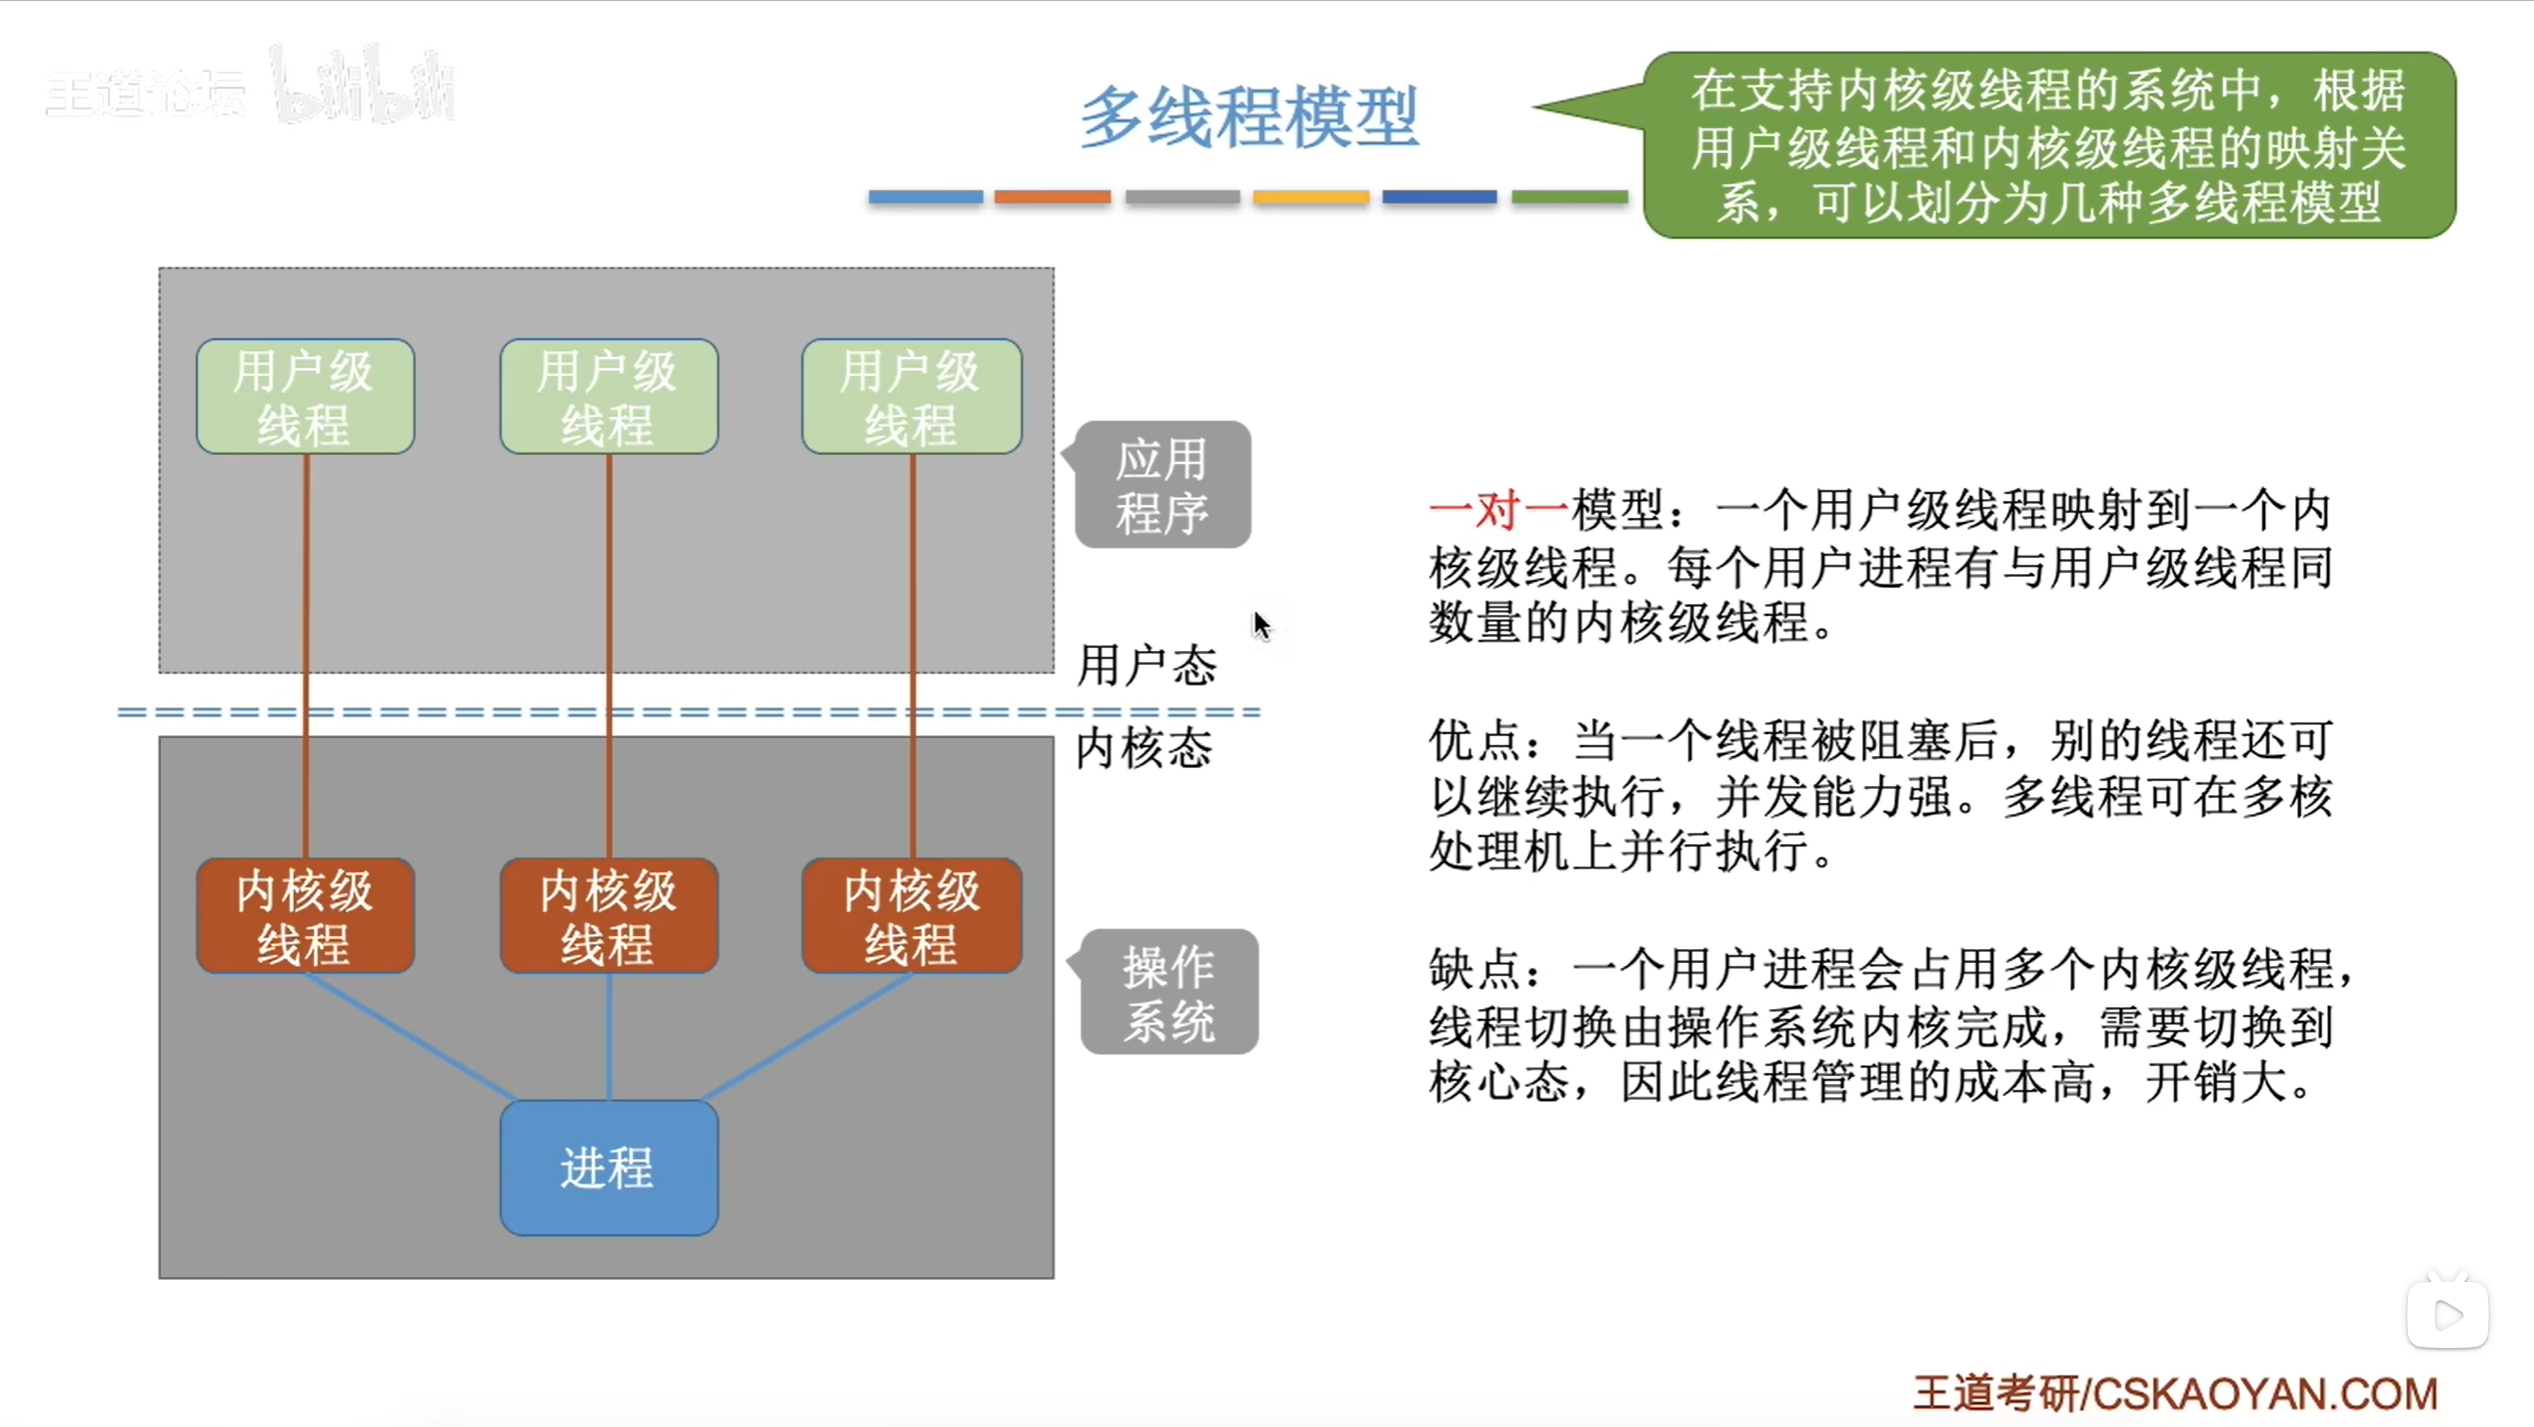 王道论坛 bilibili
多线程模型
在支持内核级线程的系统中，根据
用户级线程和内核级线程的映射关
系，可以划分为几种多线程模型
用户级
线程
用户级
线程
用户级
线程
应用
程序
用户态
内核态
内核级
线程
内核级
线程
内核级
线程
操作
系统
进程
一对一模型：一个用户级线程映射到一个内
核级线程。每个用户进程有与用户级线程同
数量的内核级线程。
优点：当一个线程被阻塞后，别的线程还可
以继续执行，并发能力强。多线程可在多核
处理机上并行执行。
缺点：一个用户进程会占用多个内核级线程，
线程切换由操作系统内核完成，需要切换到
核心态，因此线程管理的成本高，开销大。
王道考研/CSKAOYAN.COM